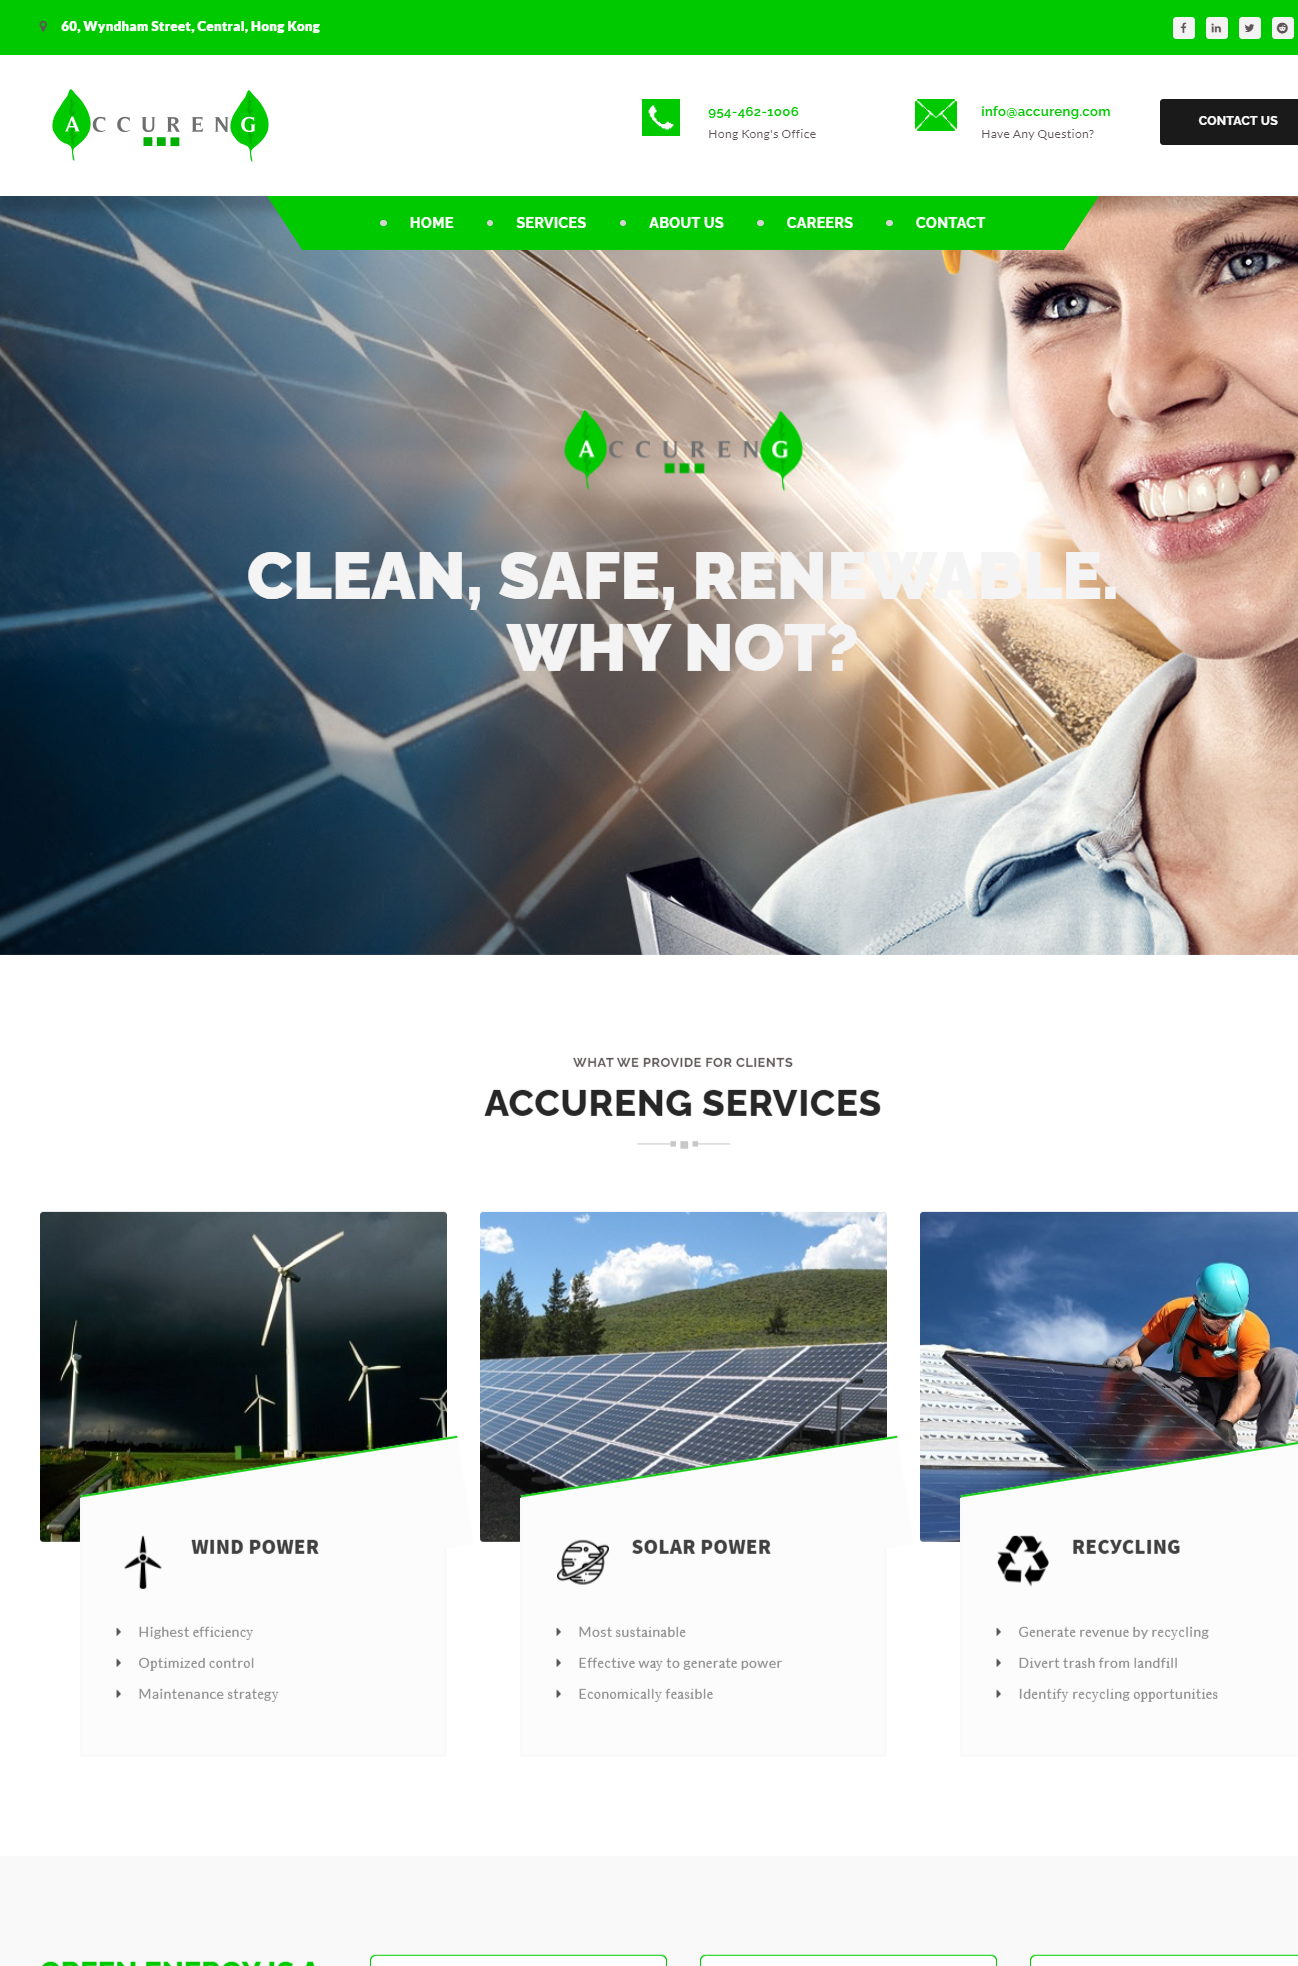 60, Wyndham Street, Central, Hong Kong
ACCURENG
954-462-1006
Hong Kong's Office
info@accureng.com
Have Any Question?
CONTACT US
HOME
SERVICES
ABOUT US
CAREERS
CONTACT
ACCURENG
CLEAN, SAFE, RENEWABLE.
WHY NOT?
WHAT WE PROVIDE FOR CLIENTS
ACCURENG SERVICES
WIND POWER
Highest efficiency
Optimized control
Maintenance strategy
SOLAR POWER
Most sustainable
Effective way to generate power
Economically feasible
RECYCLING
Generate revenue by recycling
Divert trash from landfill
Identify recycling opportunities
GREEN ENERGY IS A